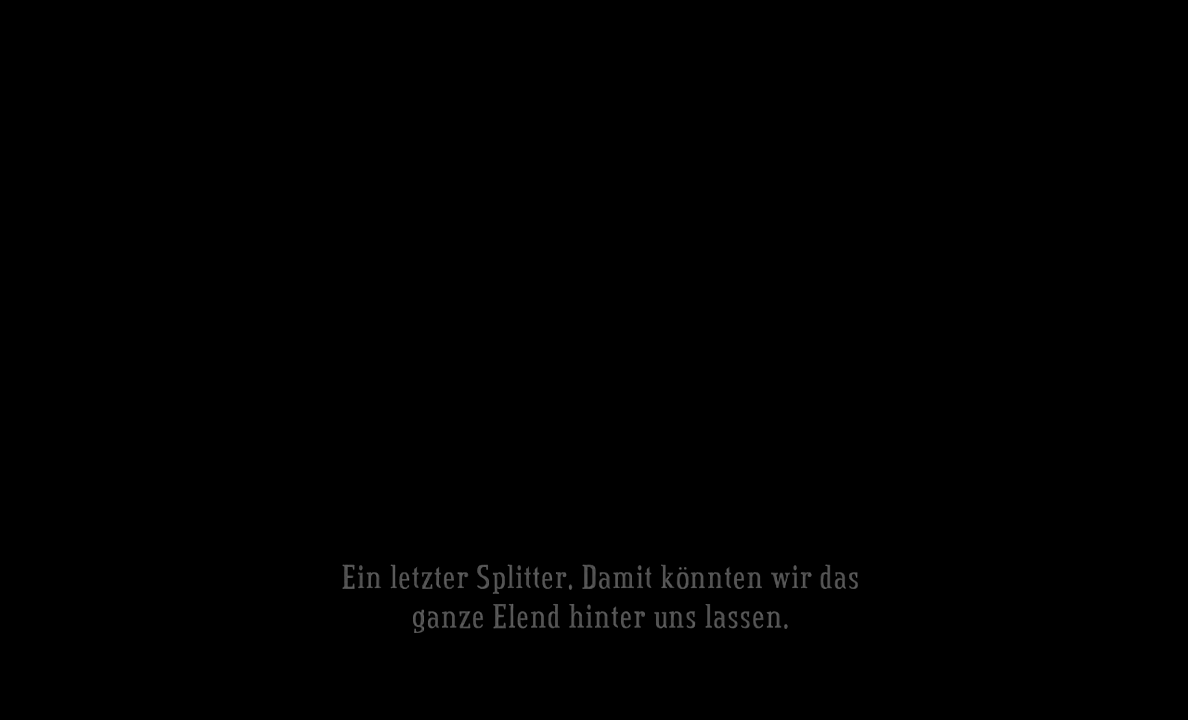 Ein letzter Splitter. Damit könnten wir das
ganze Elend hinter uns lassen.